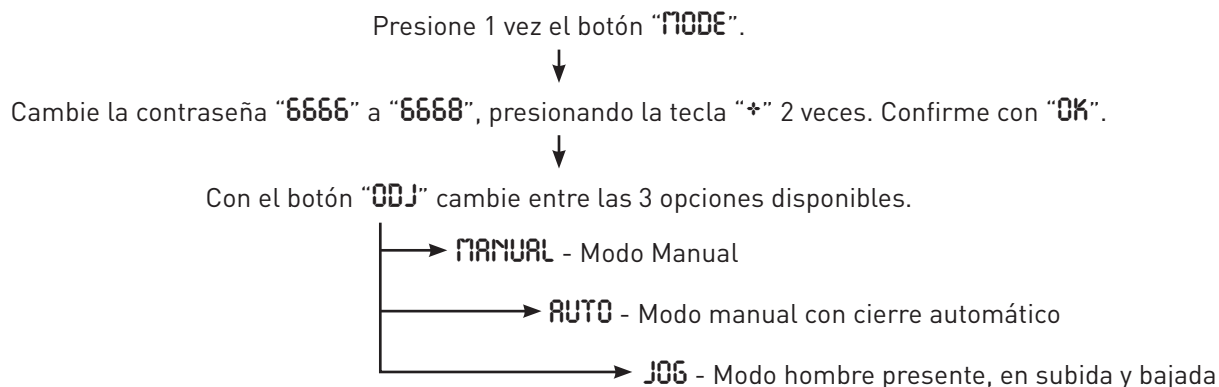 Presione 1 vez el botón “MODE”.
Cambie la contraseña “6666” a “6668”, presionando la tecla “+” 2 veces. Confirme con “OK”.
Con el botón “ODJ” cambie entre las 3 opciones disponibles.
MANUAL - Modo Manual
AUTO - Modo manual con cierre automático
JOG - Modo hombre presente, en subida y bajada